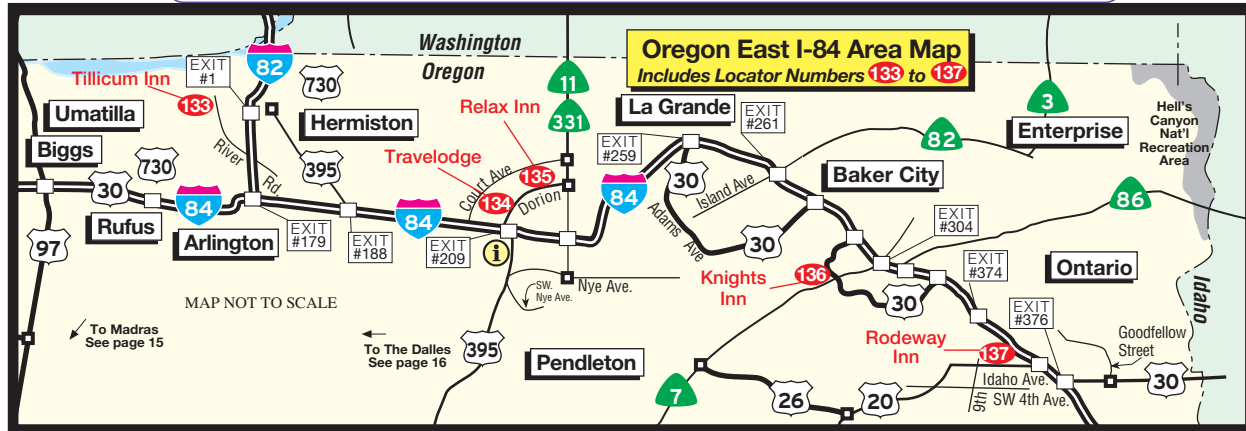 Washington
Oregon
Oregon East I-84 Area Map
Includes Locator Numbers 133 to 137
Tillicum Inn
133
EXIT
#1
82
730
Umatilla
Hermiston
Biggs
730
River
Rd
395
30
84
Rufus
Arlington
EXIT
#179
EXIT
#188
84
EXIT
#209
97
MAP NOT TO SCALE
To Madras
See page 15
To The Dalles
See page 16
11
331
Relax Inn
135
Travelodge
134
Court Ave
Dorion
i
SW.
Nye Ave.
Nye Ave.
395
Pendleton
La Grande
EXIT
#259
EXIT
#261
84
30
Island Ave
Adams Ave
30
82
3
Enterprise
Hell's
Canyon
Nat'l
Recreation
Area
Baker City
86
EXIT
#304
Knights
Inn
136
30
EXIT
#374
Ontario
Idaho
EXIT
#376
Goodfellow
Street
Rodeway
Inn
137
Idaho Ave.
SW 4th Ave.
9th
30
7
26
20